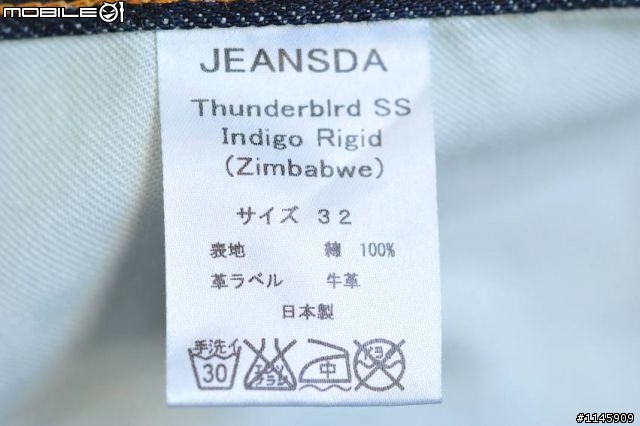 MOBILE01
JEANSDA
Thunderblrd SS
Indigo Rigid
(Zimbabwe)
サイズ 32
表地 綿 100%
革ラベル 牛革
日本製
手洗イ
30
中
#1145909